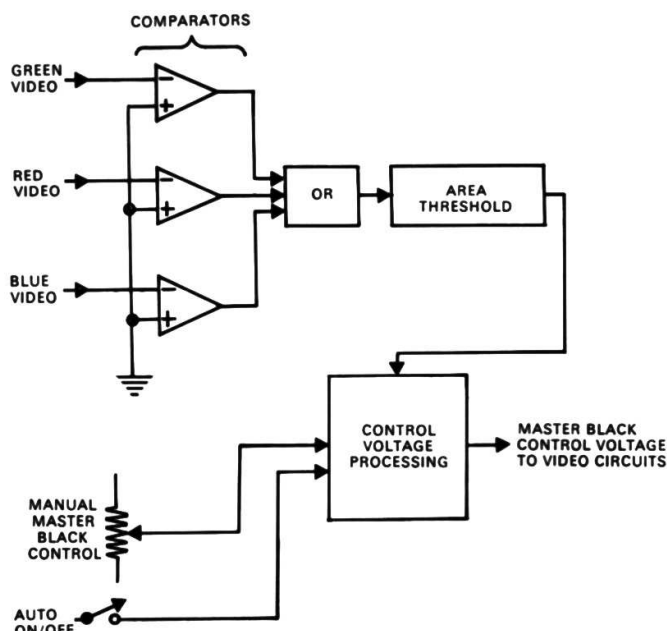 COMPARATORS
GREEN
VIDEO
−
+
RED
VIDEO
−
+
OR
AREA
THRESHOLD
BLUE
VIDEO
−
+
CONTROL
VOLTAGE
PROCESSING
MASTER BLACK
CONTROL VOLTAGE
TO VIDEO CIRCUITS
MANUAL
MASTER
BLACK
CONTROL
AUTO
ON/OFF